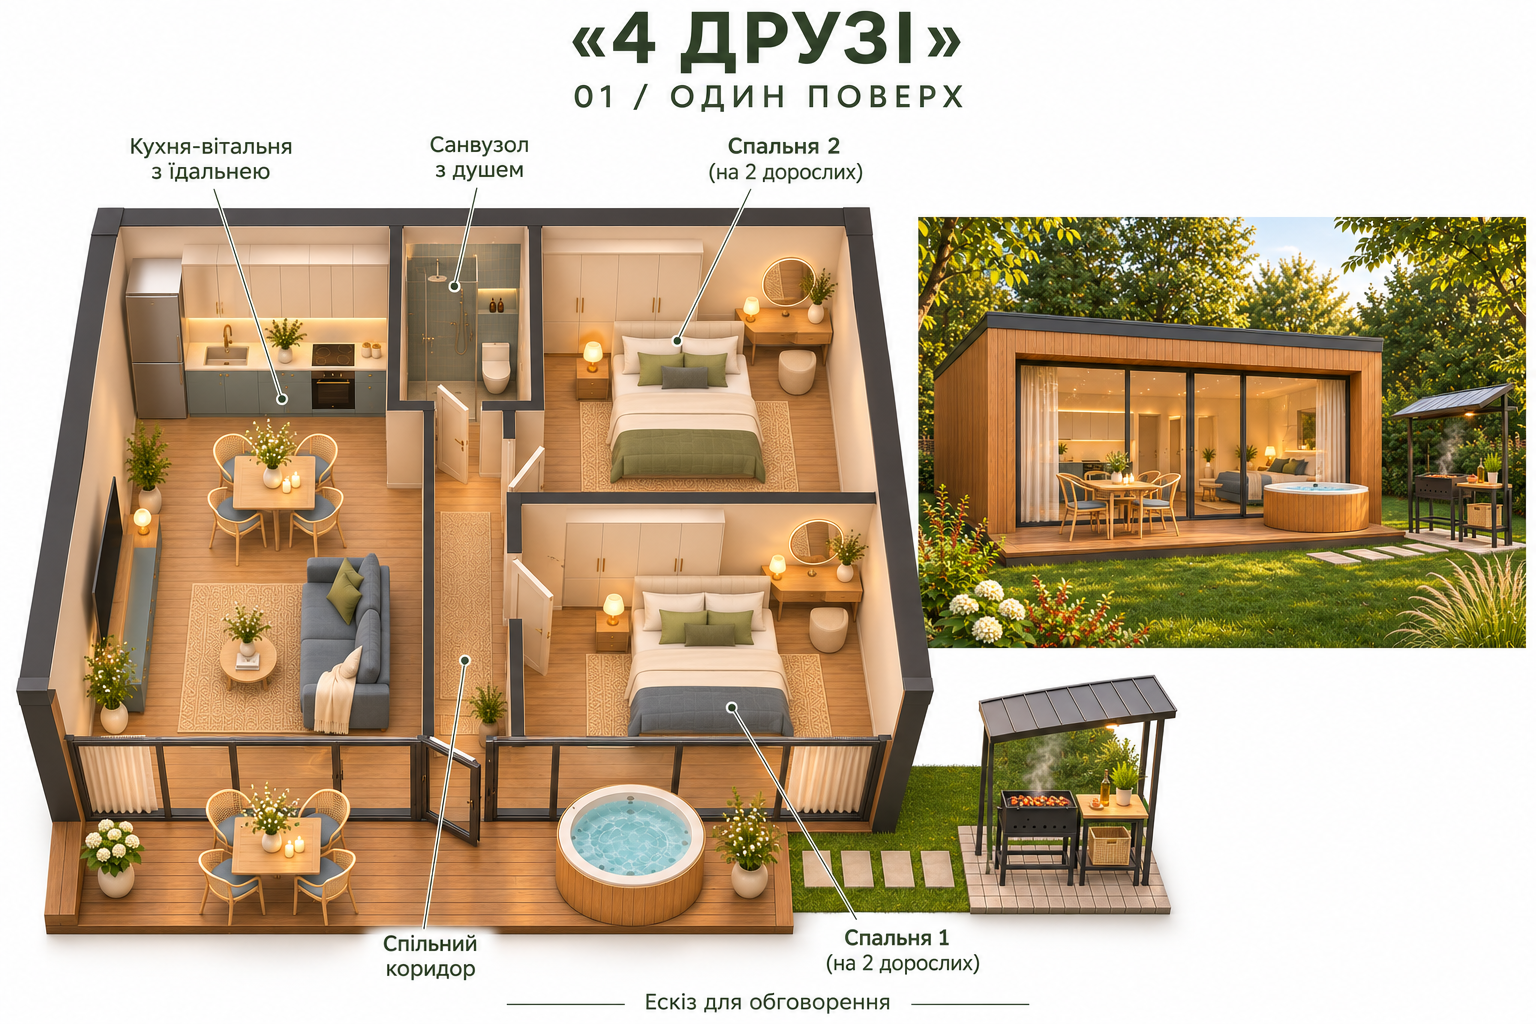 «4 ДРУЗІ»
01 / ОДИН ПОВЕРХ
Кухня-вітальня
з їдальнею
Санвузол
з душем
Спальня 2
(на 2 дорослих)
Спільний
коридор
Спальня 1
(на 2 дорослих)
Ескіз для обговорення